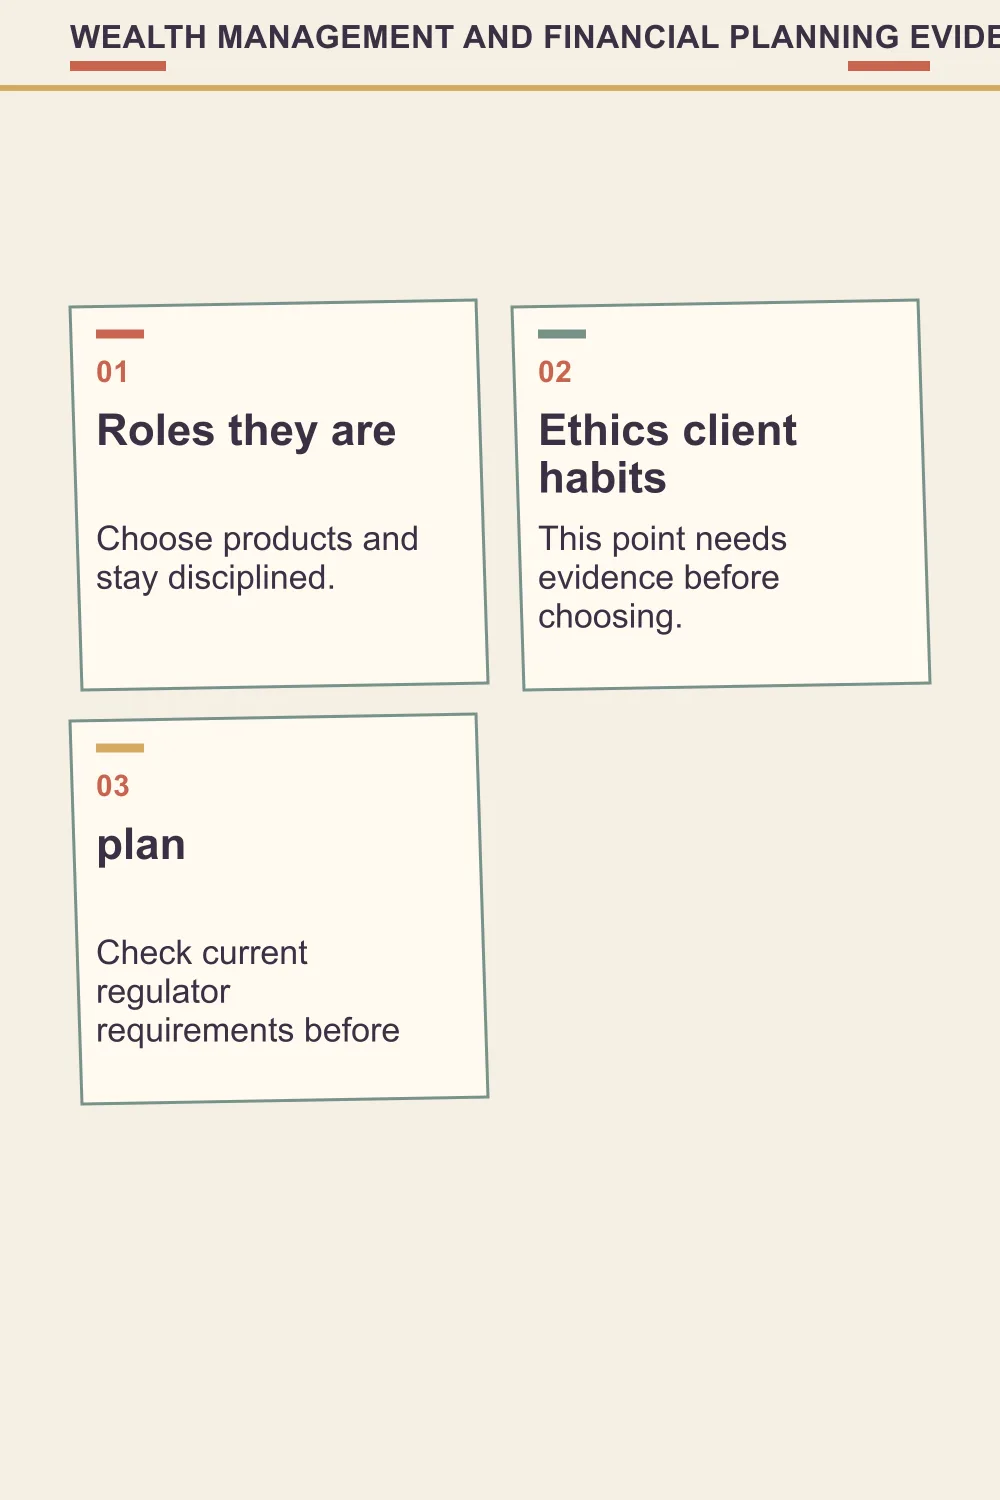 WEALTH MANAGEMENT AND FINANCIAL PLANNING
01
Roles they are
Choose products and
stay disciplined.
02
Ethics client
habits
This point needs
evidence before
choosing.
03
plan
Check current
regulator
requirements before